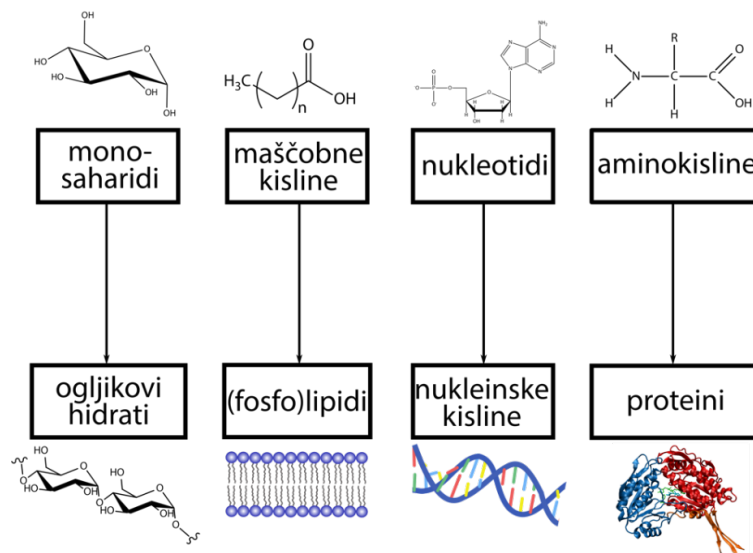 mono-
saharidi
maščobne
kisline
nukleotidi
aminokisline
ogljikovi
hidrati
(fosfo)lipidi
nukleinske
kisline
proteini
HO
HO
HO
OH
OH
O
H₃C
n
O
OH
NH₂
N
N
N
N
O⁻
O
P
O
O⁻
O
OH
H
H
H
H
H
H
N
R
C
H
C
O
OH
O
HO
HO
OH
O
O
HO
HO
OH
O
O